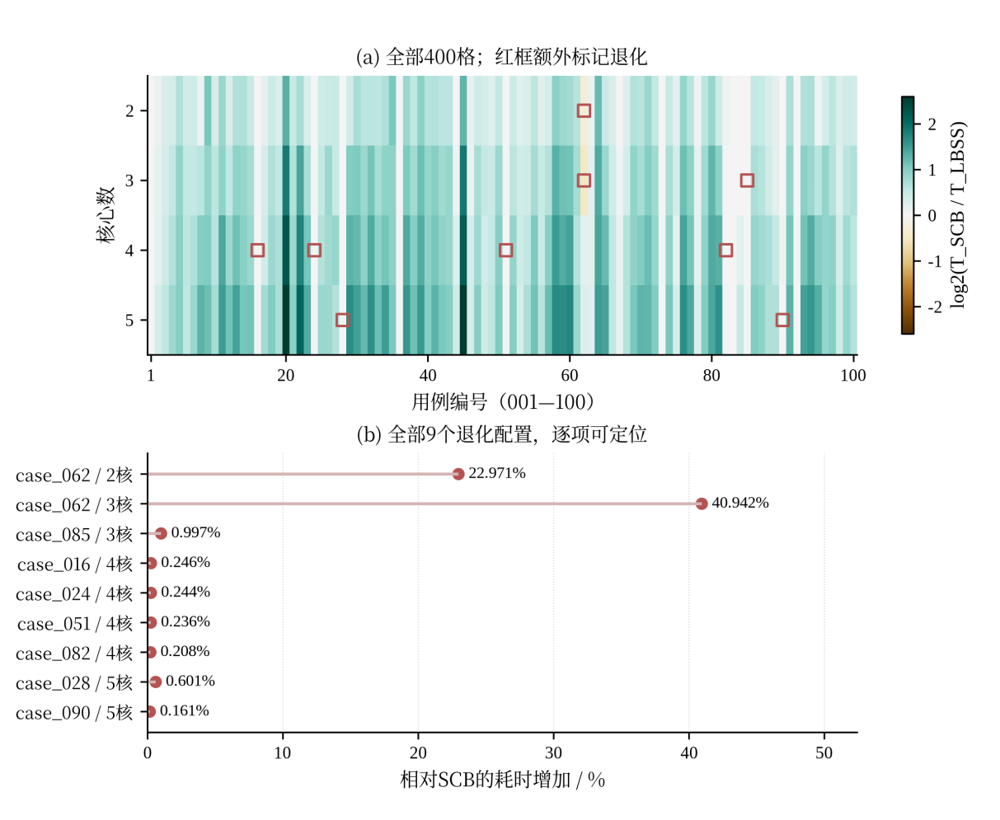 (a) 全部400格；红框额外标记退化
核心数
2
3
4
5
1 20 40 60 80 100
用例编号（001—100）
2
1
0
-1
-2
log2(T_SCB / T_LBSS)
(b) 全部9个退化配置，逐项可定位
case_062 / 2核 22.971%
case_062 / 3核 40.942%
case_085 / 3核 0.997%
case_016 / 4核 0.246%
case_024 / 4核 0.244%
case_051 / 4核 0.236%
case_082 / 4核 0.208%
case_028 / 5核 0.601%
case_090 / 5核 0.161%
0 10 20 30 40 50
相对SCB的耗时增加 / %